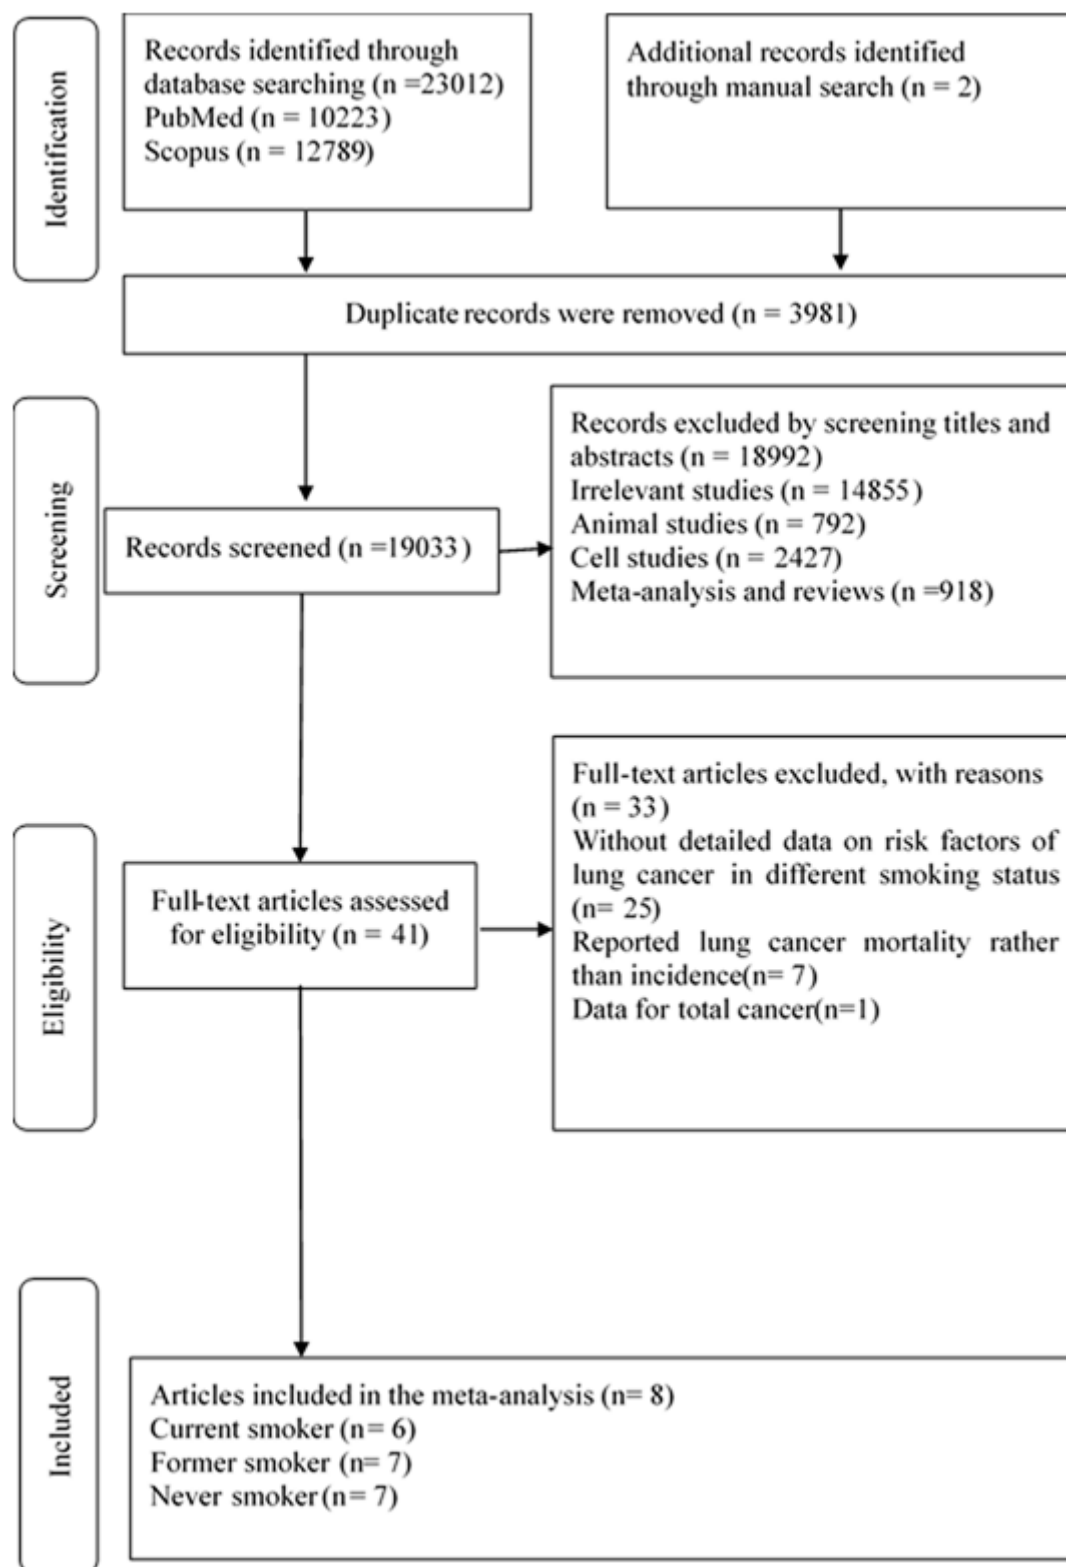 Identification
Records identified through
database searching (n =23012)
PubMed (n = 10223)
Scopus (n = 12789)
Additional records identified
through manual search (n = 2)
Duplicate records were removed (n = 3981)
Screening
Records screened (n =19033)
Records excluded by screening titles and
abstracts (n = 18992)
Irrelevant studies (n = 14855)
Animal studies (n = 792)
Cell studies (n = 2427)
Meta-analysis and reviews (n =918)
Eligibility
Full-text articles assessed
for eligibility (n = 41)
Full-text articles excluded, with reasons
(n = 33)
Without detailed data on risk factors of
lung cancer in different smoking status
(n= 25)
Reported lung cancer mortality rather
than incidence(n= 7)
Data for total cancer(n=1)
Included
Articles included in the meta-analysis (n= 8)
Current smoker (n= 6)
Former smoker (n= 7)
Never smoker (n= 7)